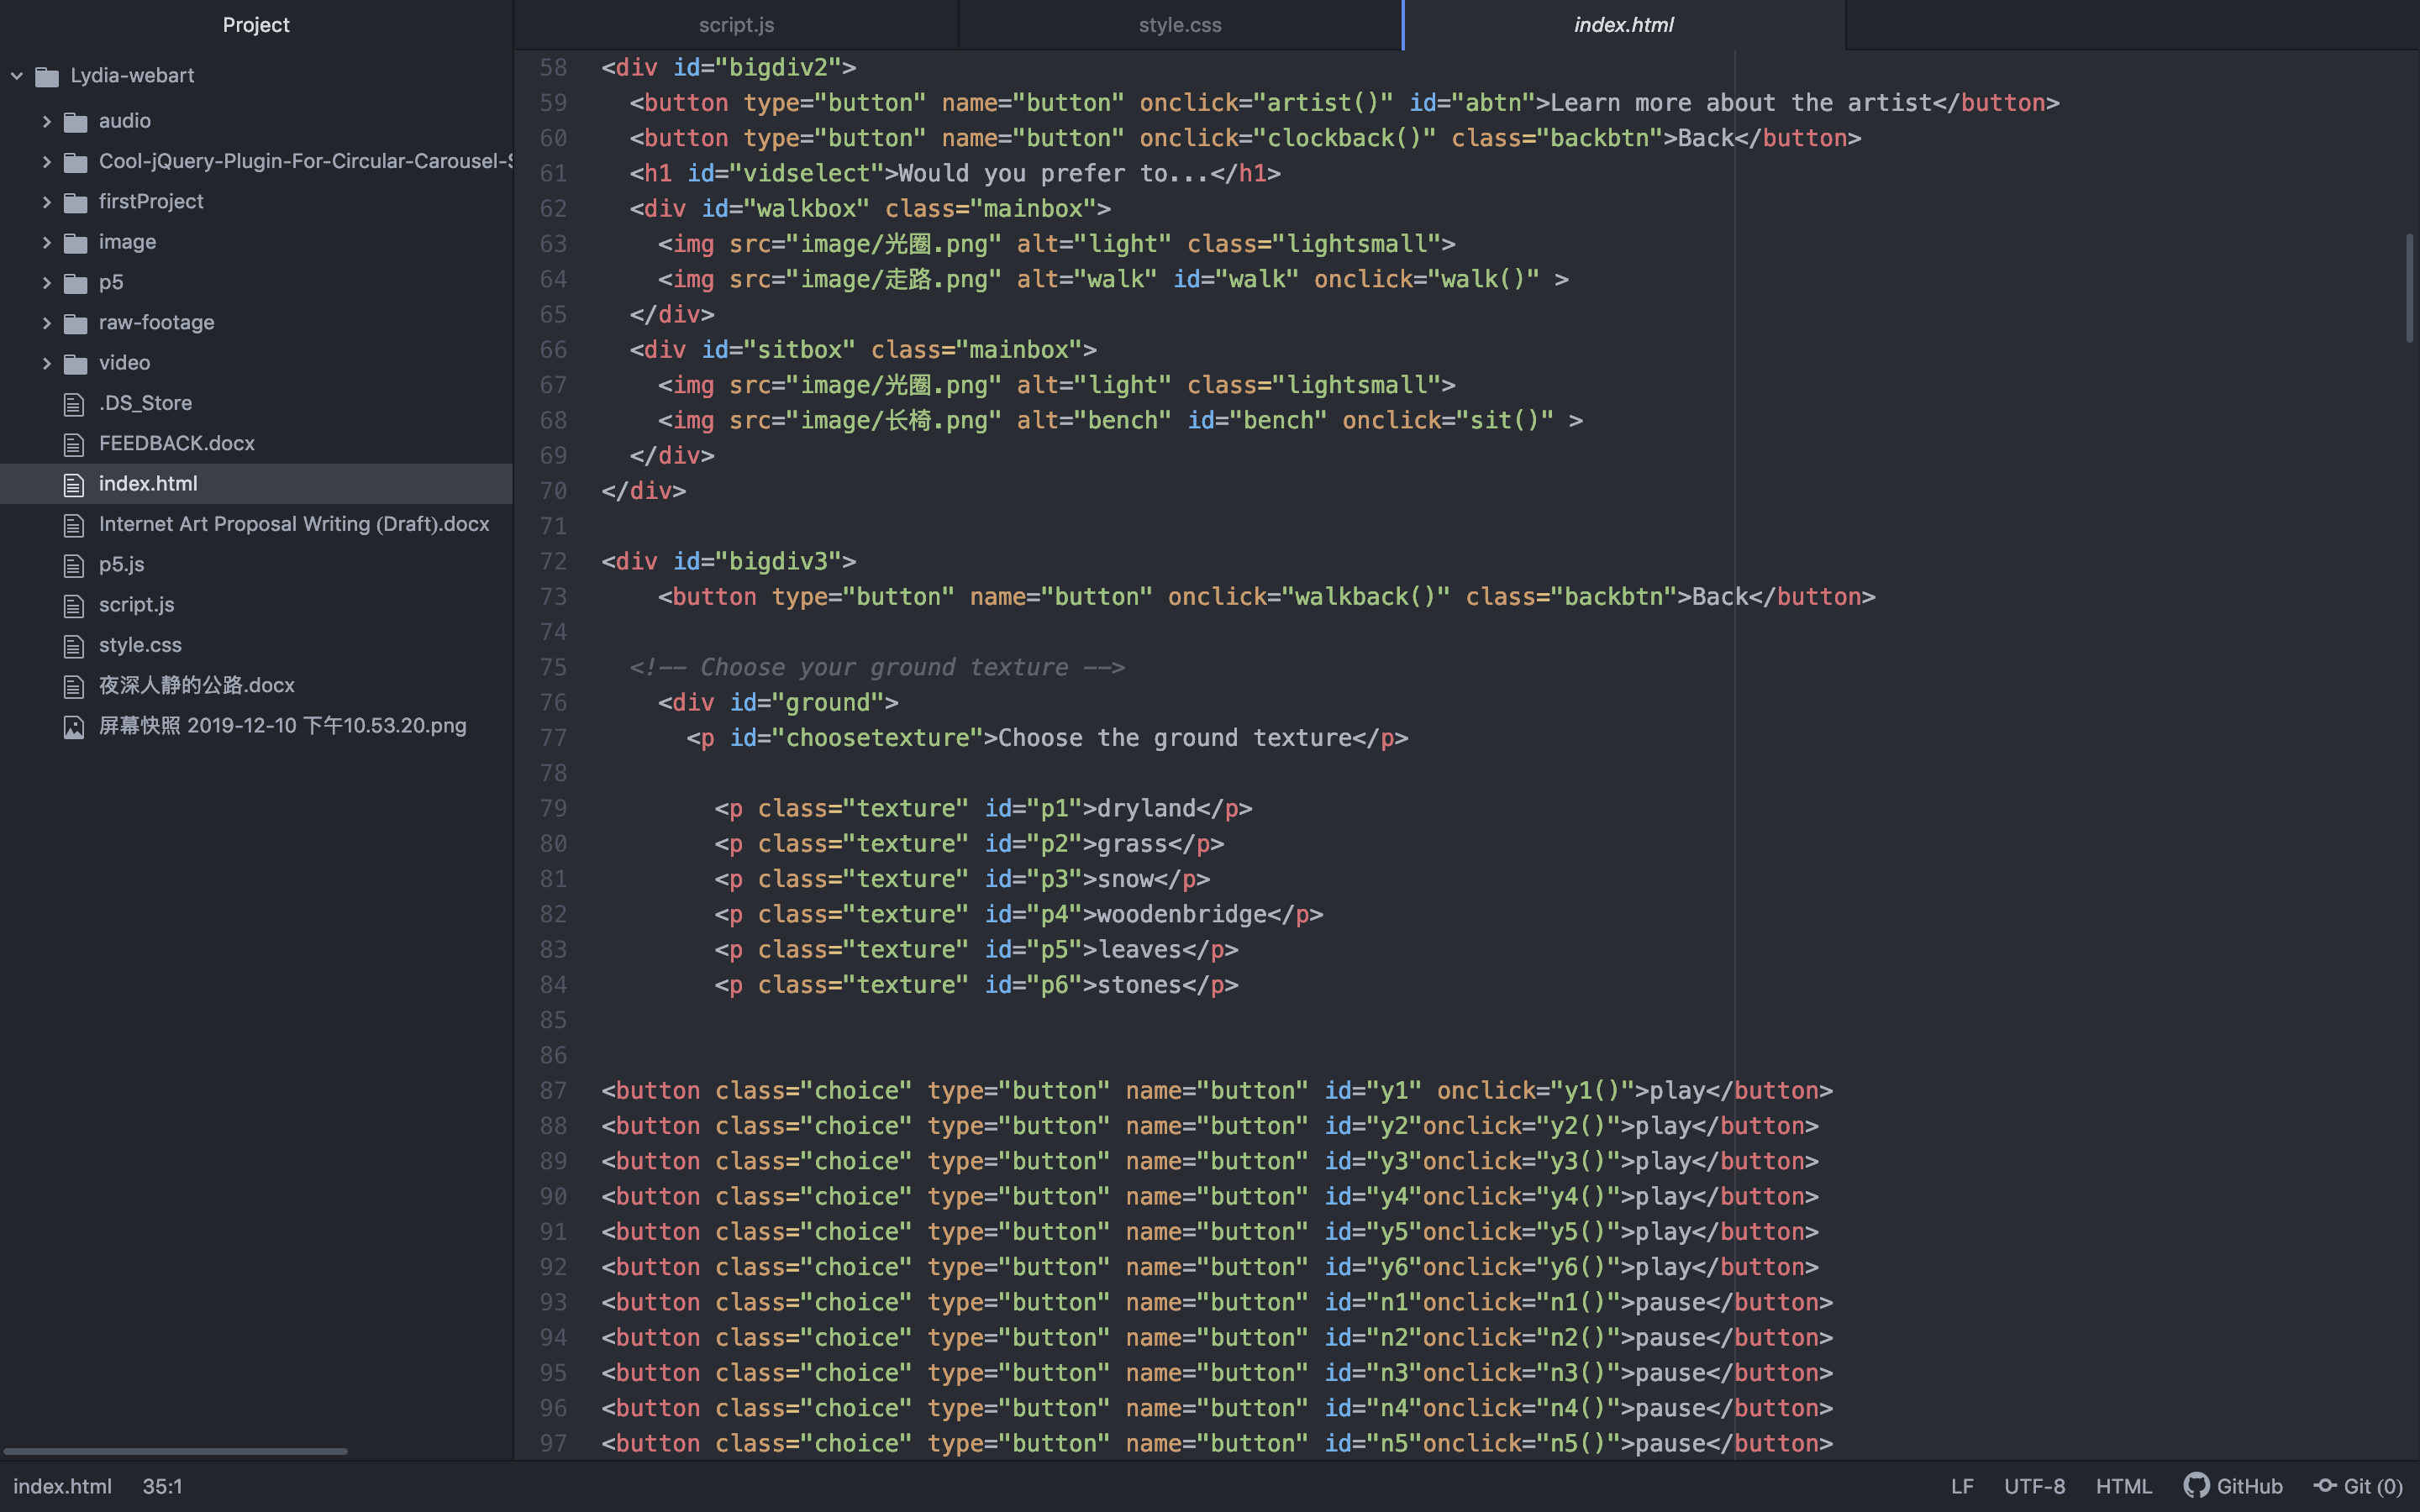 Project
Lydia-webart
audio
Cool-jQuery-Plugin-For-Circular-Carousel-S
firstProject
image
p5
raw-footage
video
.DS_Store
FEEDBACK.docx
index.html
Internet Art Proposal Writing (Draft).docx
p5.js
script.js
style.css
夜深人静的公路.docx
屏幕快照 2019-12-10 下午10.53.20.png
script.js
style.css
index.html
58 <div id="bigdiv2">
59 <button type="button" name="button" onclick="artist()" id="abtn">Learn more about the artist</button>
60 <button type="button" name="button" onclick="clockback()" class="backbtn">Back</button>
61 <h1 id="vidselect">Would you prefer to...</h1>
62 <div id="walkbox" class="mainbox">
63 <img src="image/光圈.png" alt="light" class="lightsmall">
64 <img src="image/走路.png" alt="walk" id="walk" onclick="walk()" >
65 </div>
66 <div id="sitbox" class="mainbox">
67 <img src="image/光圈.png" alt="light" class="lightsmall">
68 <img src="image/长椅.png" alt="bench" id="bench" onclick="sit()" >
69 </div>
70 </div>
71
72 <div id="bigdiv3">
73 <button type="button" name="button" onclick="walkback()" class="backbtn">Back</button>
74
75 <!-- Choose your ground texture -->
76 <div id="ground">
77 <p id="choosetexture">Choose the ground texture</p>
78
79 <p class="texture" id="p1">dryland</p>
80 <p class="texture" id="p2">grass</p>
81 <p class="texture" id="p3">snow</p>
82 <p class="texture" id="p4">woodenbridge</p>
83 <p class="texture" id="p5">leaves</p>
84 <p class="texture" id="p6">stones</p>
85
86
87 <button class="choice" type="button" name="button" id="y1" onclick="y1()">play</button>
88 <button class="choice" type="button" name="button" id="y2"onclick="y2()">play</button>
89 <button class="choice" type="button" name="button" id="y3"onclick="y3()">play</button>
90 <button class="choice" type="button" name="button" id="y4"onclick="y4()">play</button>
91 <button class="choice" type="button" name="button" id="y5"onclick="y5()">play</button>
92 <button class="choice" type="button" name="button" id="y6"onclick="y6()">play</button>
93 <button class="choice" type="button" name="button" id="n1"onclick="n1()">pause</button>
94 <button class="choice" type="button" name="button" id="n2"onclick="n2()">pause</button>
95 <button class="choice" type="button" name="button" id="n3"onclick="n3()">pause</button>
96 <button class="choice" type="button" name="button" id="n4"onclick="n4()">pause</button>
97 <button class="choice" type="button" name="button" id="n5"onclick="n5()">pause</button>
index.html 35:1 LF UTF-8 HTML GitHub Git (0)